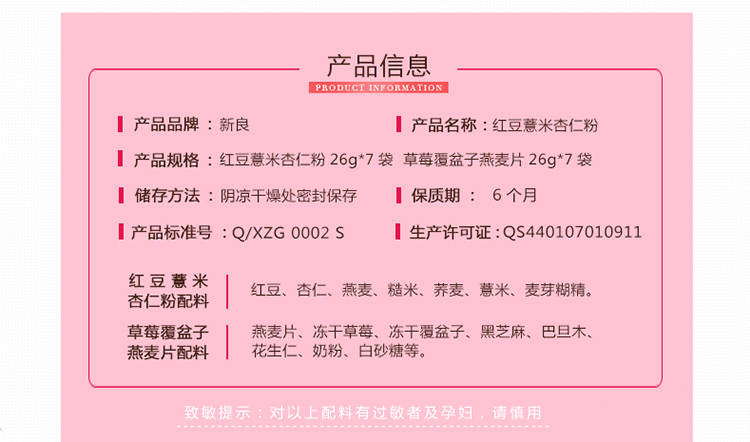 产品信息
PRODUCT INFORMATION
产品品牌 : 新良 产品名称 : 红豆薏米杏仁粉
产品规格 : 红豆薏米杏仁粉 26g*7 袋 草莓覆盆子燕麦片 26g*7 袋
储存方法 : 阴凉干燥处密封保存 保质期 : 6 个月
产品标准号 : Q/XZG 0002 S 生产许可证 : QS440107010911
红豆薏米
杏仁粉配料
红豆、杏仁、燕麦、糙米、荞麦、薏米、麦芽糊精。
草莓覆盆子
燕麦片配料
燕麦片、冻干草莓、冻干覆盆子、黑芝麻、巴旦木、
花生仁、奶粉、白砂糖等。
致敏提示：对以上配料有过敏者及孕妇，请慎用